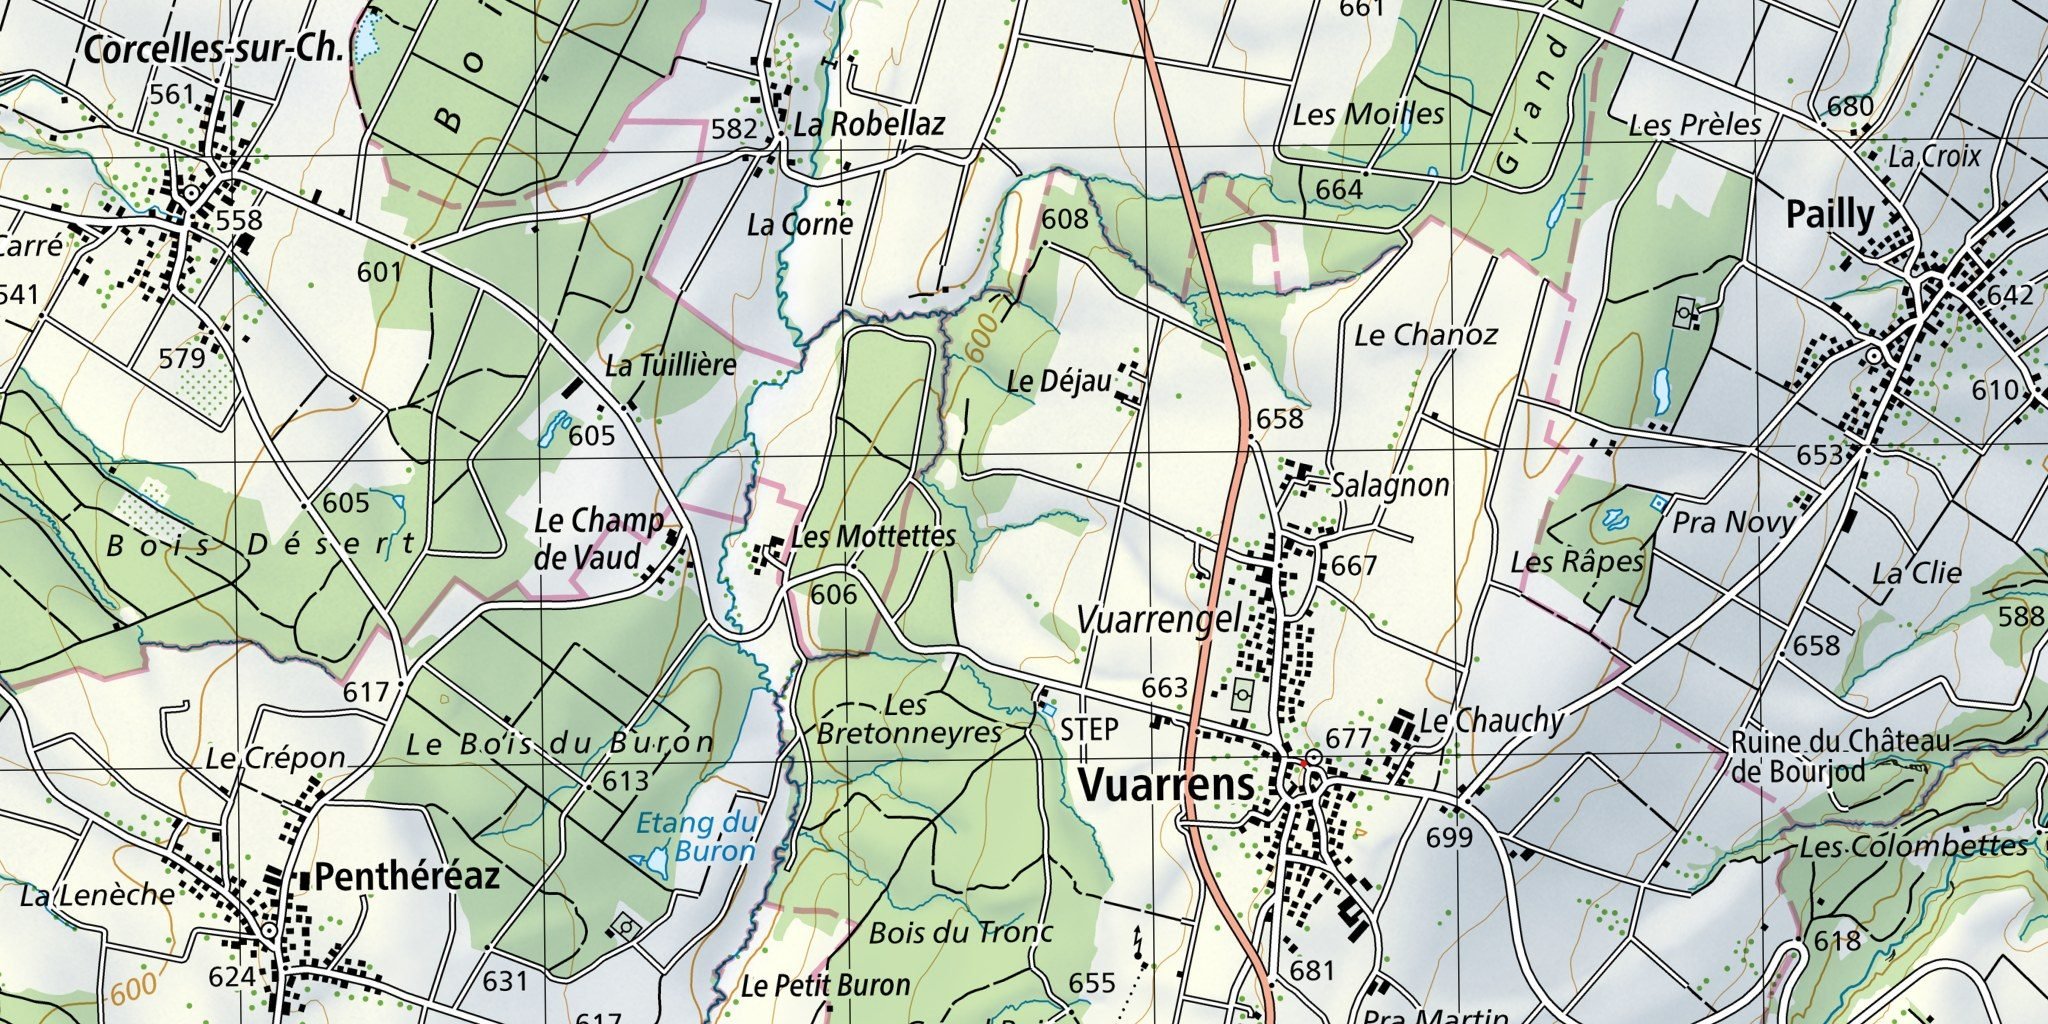 661
Corcelles-sur-Ch.
B o i
561
Grand
Les Moilles
680
Les Prèles
582
La Robellaz
La Croix
664
Pailly
558
La Corne
608
Carré
601
541
642
600
Le Chanoz
579
La Tuillière
Le Déjau
610
658
605
653
Salagnon
605
Le Champ
de Vaud
Les Mottettes
Pra Novy
Bois Désert
667
Les Râpes
La Clie
606
Vuarrengel
588
658
617
663
Les
Bretonneyres
STEP
Le Chauchy
677
Le Bois du Buron
Ruine du Château
de Bourjod
Le Crépon
613
Vuarrens
Etang du
Buron
699
Les Colombettes
Penthéréaz
La Lenèche
Bois du Tronc
618
624
631
Le Petit Buron
655
681
600
617
Pra Martin